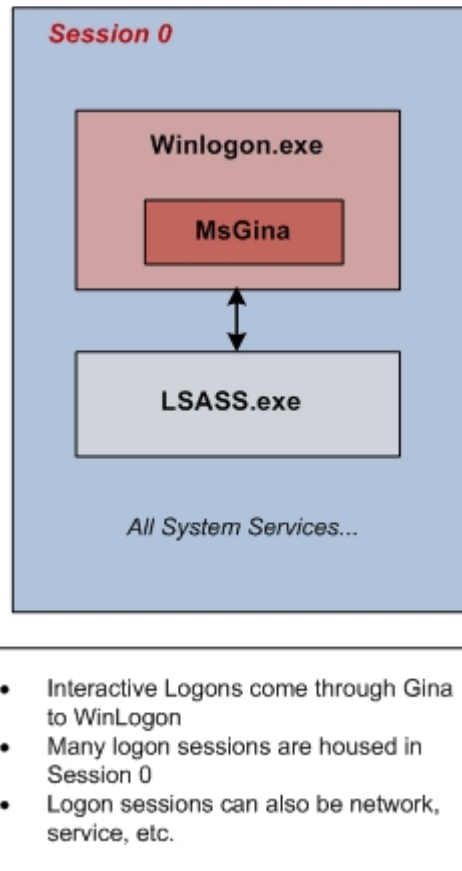 Session 0
Winlogon.exe
MsGina
LSASS.exe
All System Services...
• Interactive Logons come through Gina
to WinLogon
• Many logon sessions are housed in
Session 0
• Logon sessions can also be network,
service, etc.